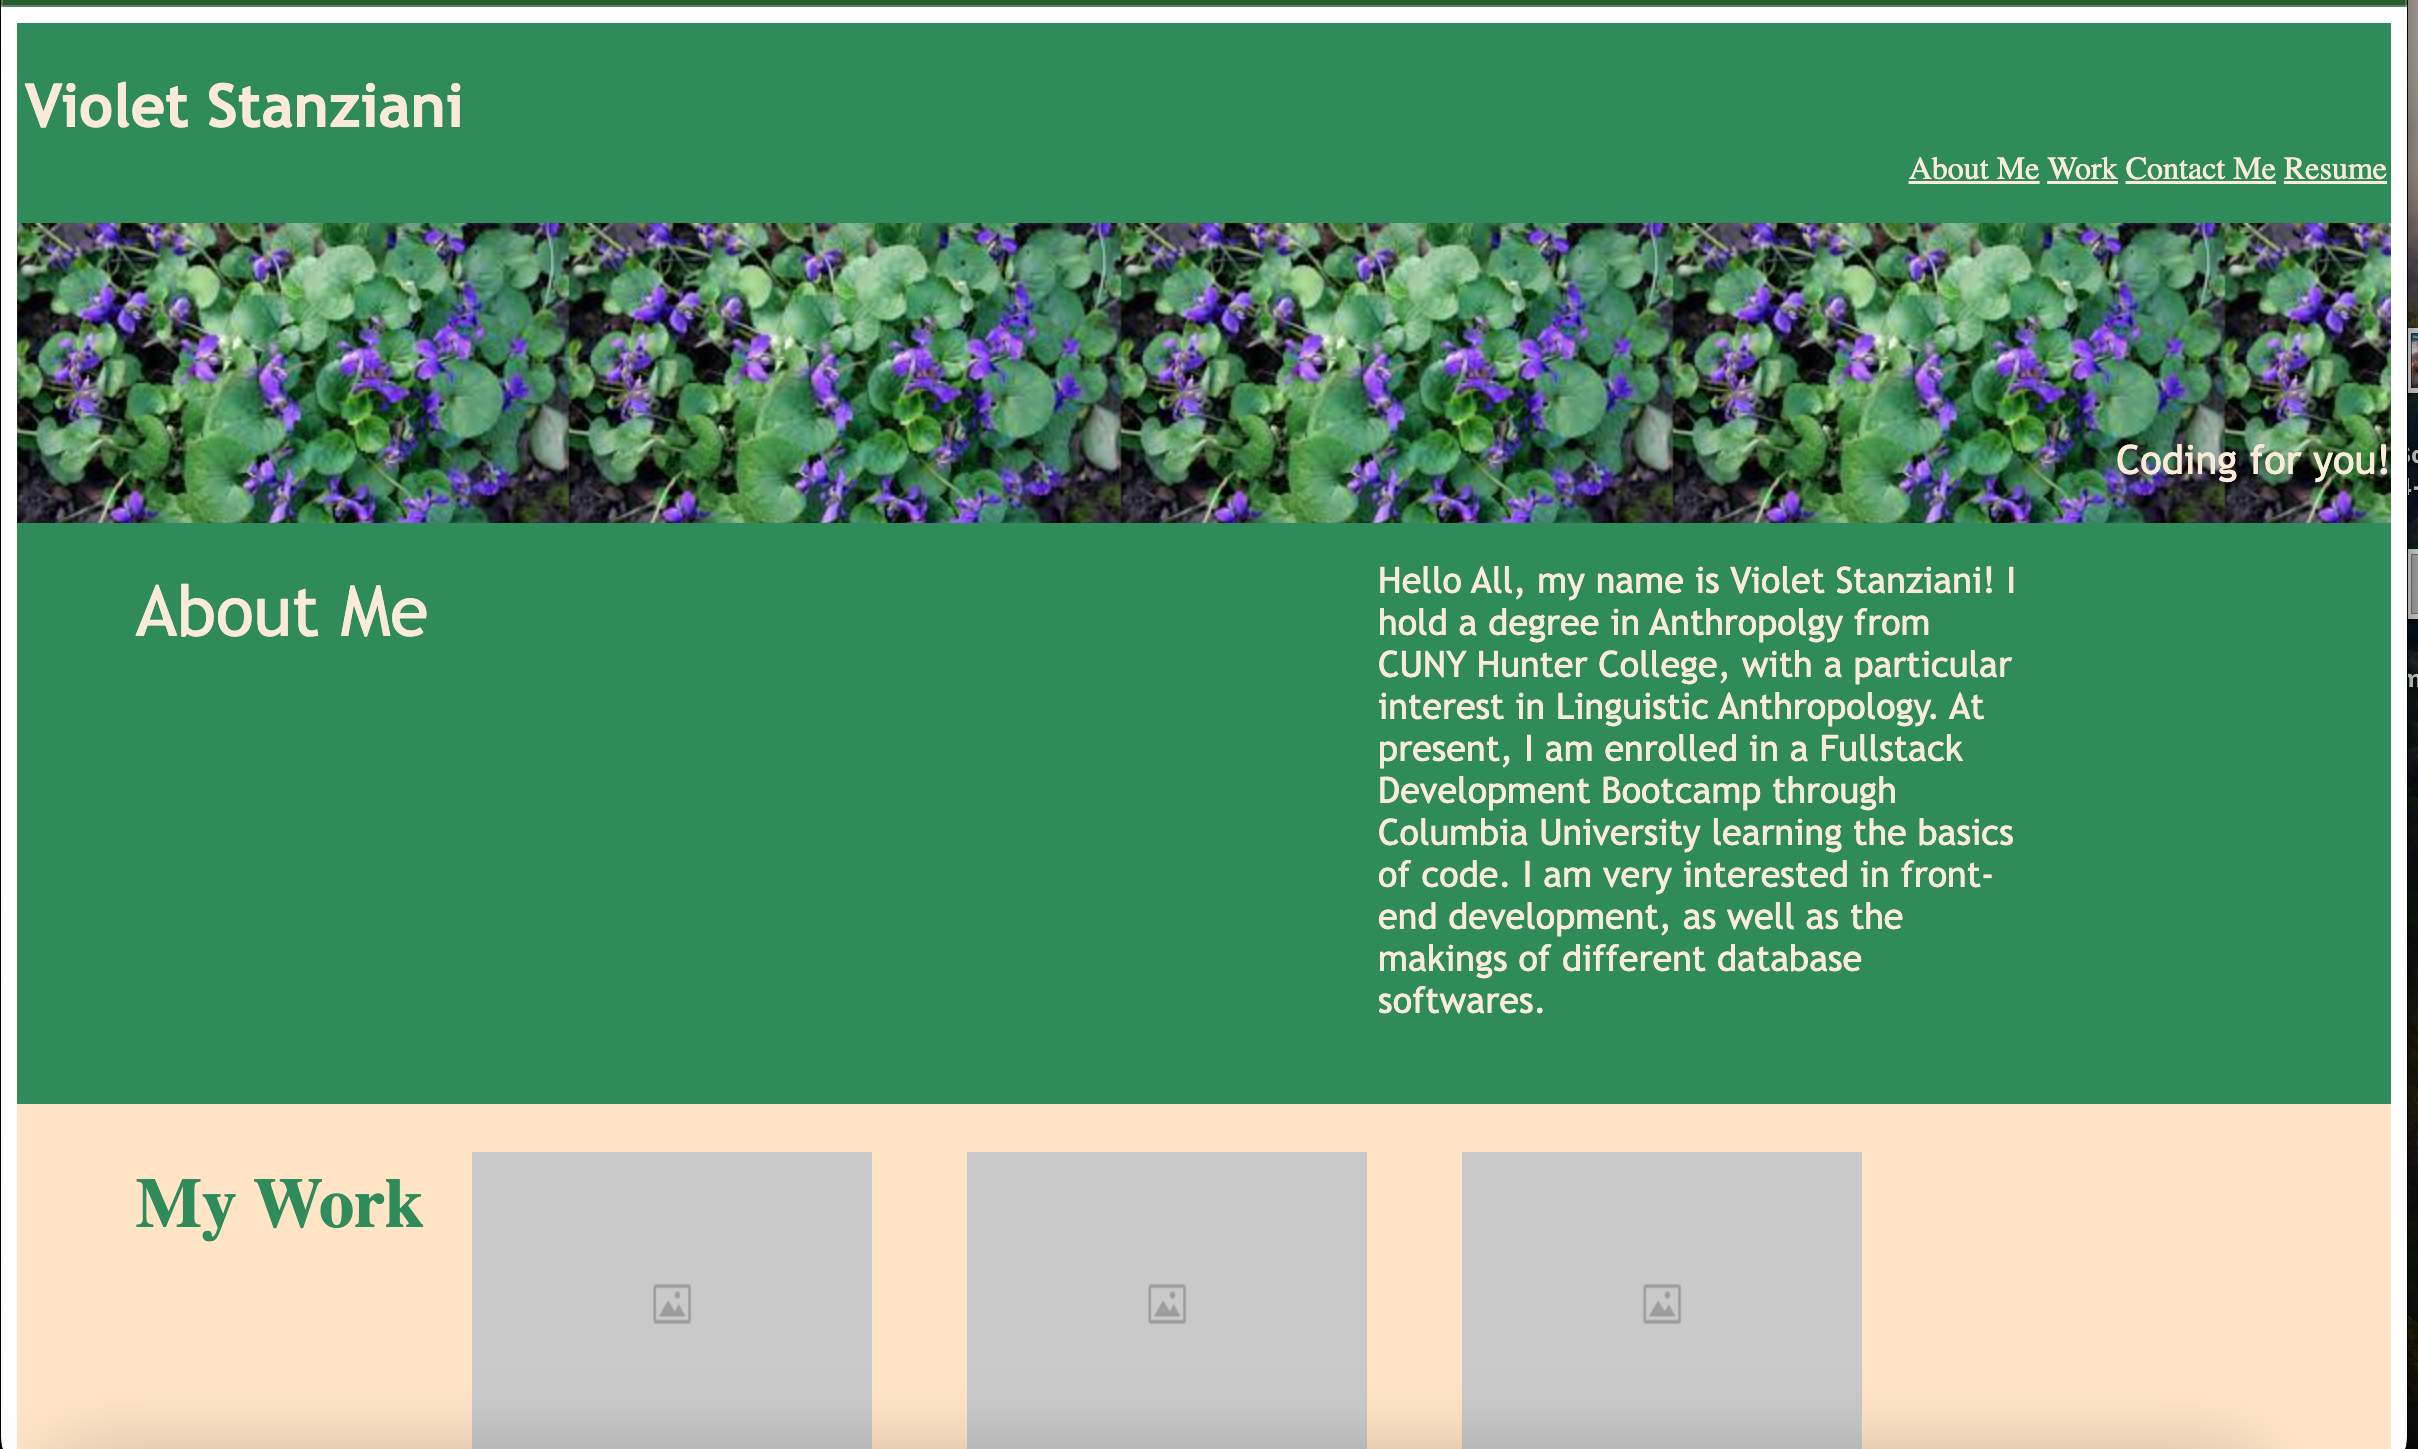 Violet Stanziani
About Me Work Contact Me Resume
Coding for you!
About Me
Hello All, my name is Violet Stanziani! I
hold a degree in Anthropolgy from
CUNY Hunter College, with a particular
interest in Linguistic Anthropology. At
present, I am enrolled in a Fullstack
Development Bootcamp through
Columbia University learning the basics
of code. I am very interested in front-
end development, as well as the
makings of different database
softwares.
My Work